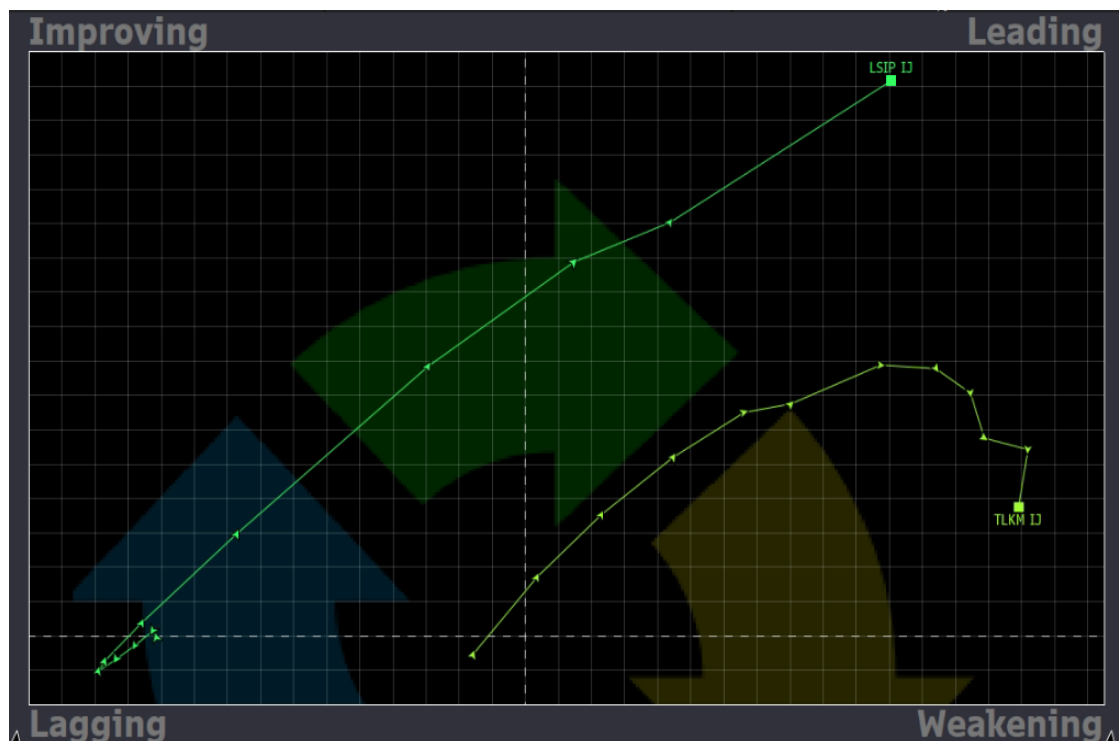 Improving
Leading
LSIP IJ
TLKM IJ
Lagging
Weakening